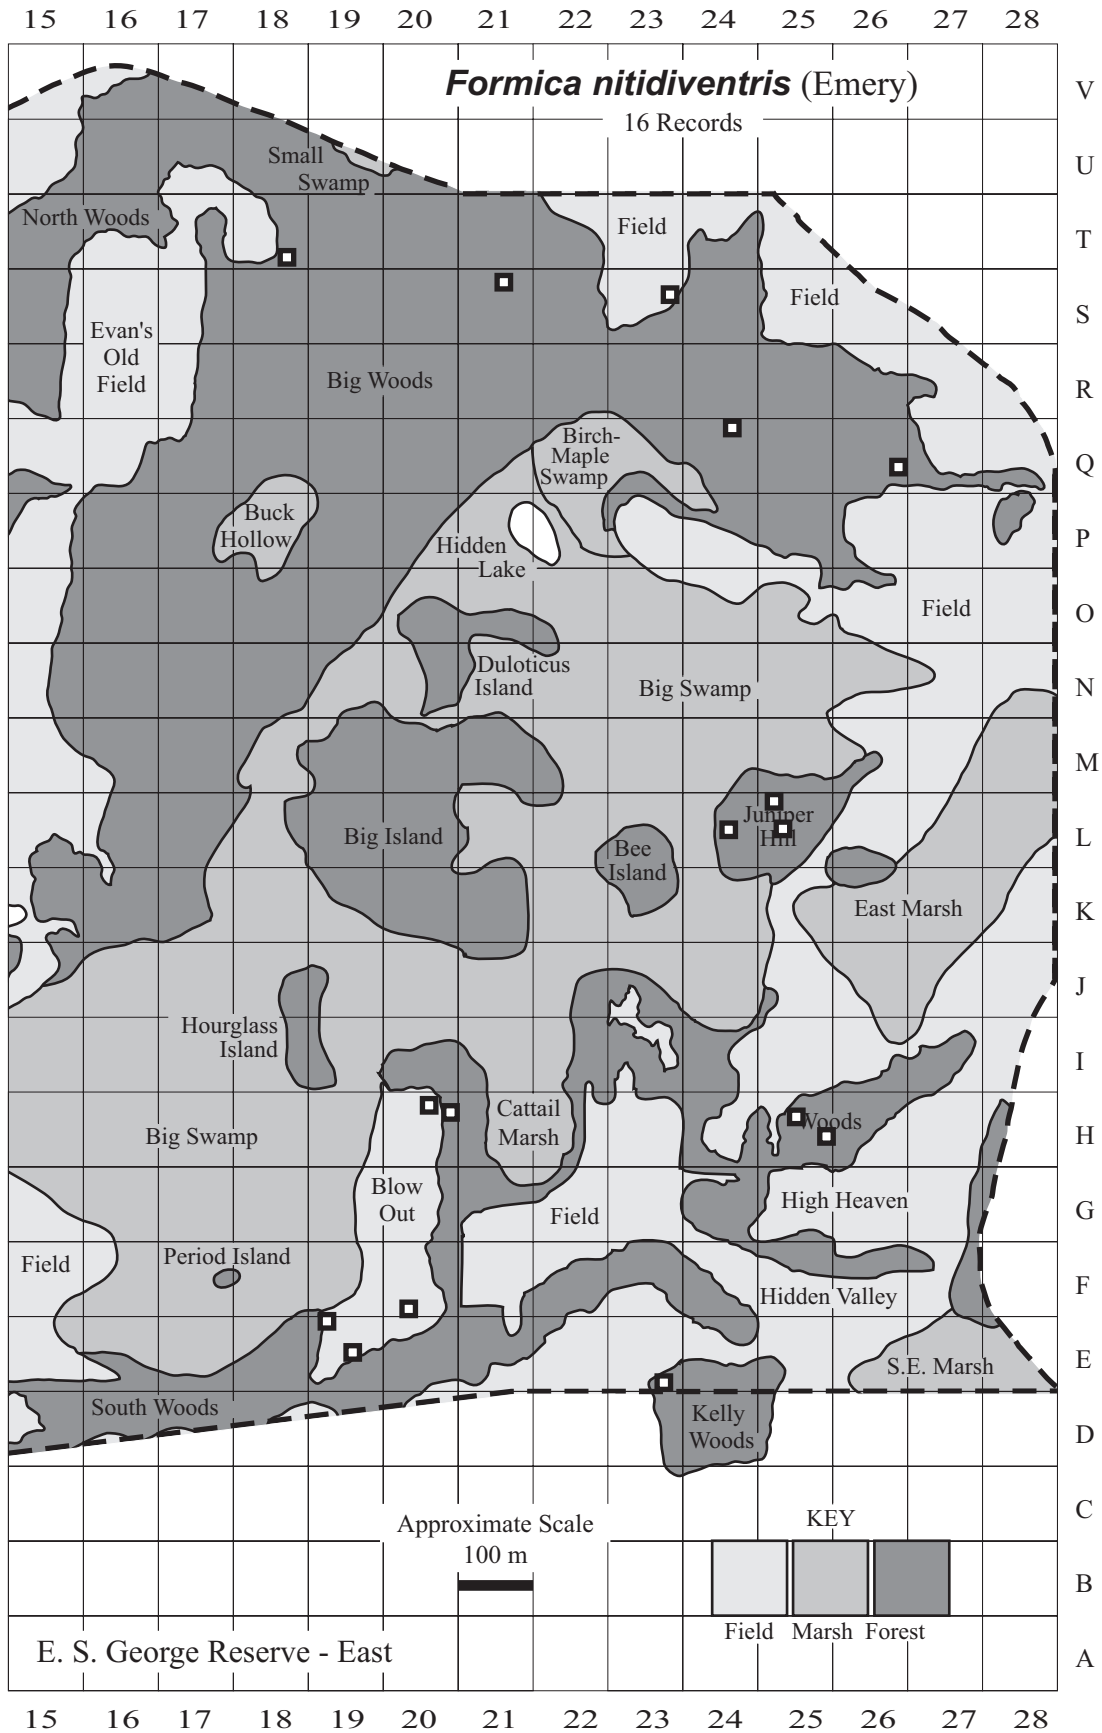 15 16 17 18 19 20 21 22 23 24 25 26 27 28
Formica nitidiventris (Emery)
16 Records
V
U
T
S
R
Q
P
O
N
M
L
K
J
I
H
G
F
E
D
C
B
A
Small
Swamp
North Woods
Field
Field
Evan's
Old
Field
Big Woods
Birch-
Maple
Swamp
Buck
Hollow
Hidden
Lake
Field
Duloticus
Island
Big Swamp
Juniper
Hill
Big Island
Bee
Island
East Marsh
Hourglass
Island
Cattail
Marsh
Woods
Big Swamp
Blow
Out
High Heaven
Field
Period Island
Field
Hidden Valley
S.E. Marsh
South Woods
Kelly
Woods
Approximate Scale
100 m
KEY
Field Marsh Forest
E. S. George Reserve - East
15 16 17 18 19 20 21 22 23 24 25 26 27 28